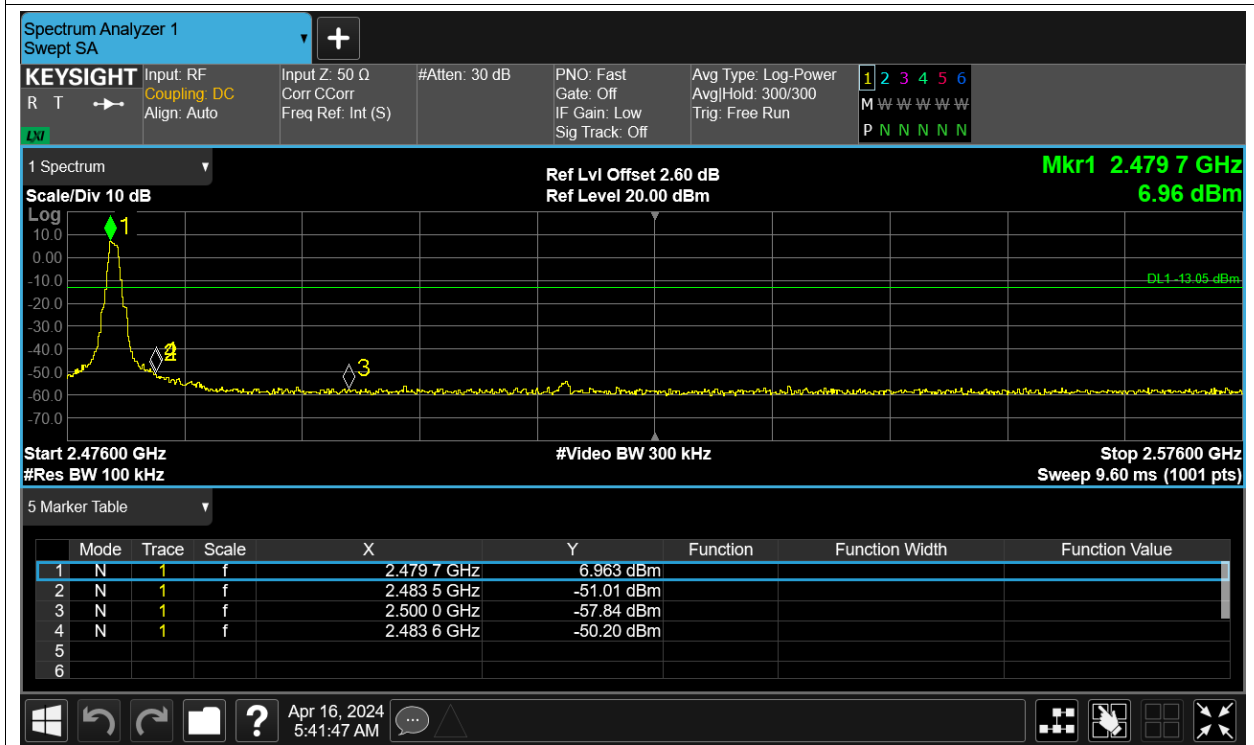 Spectrum Analyzer 1
Swept SA
+
KEYSIGHT Input: RF Input Z: 50 Ω #Atten: 30 dB PNO: Fast Avg Type: Log-Power 1 2 3 4 5 6
R T Coupling: DC Corr CCorr Gate: Off Avg|Hold: 300/300 M W W W W W W
Align: Auto Freq Ref: Int (S) IF Gain: Low Trig: Free Run
LXI Sig Track: Off P N N N N N
1 Spectrum Ref Lvl Offset 2.60 dB Mkr1 2.479 7 GHz
Scale/Div 10 dB Ref Level 20.00 dBm 6.96 dBm
Log
1
10.0
0.00
-10.0 DL1 -13.05 dBm
-20.0
-30.0
-40.0
3
-50.0
-60.0
-70.0
Start 2.47600 GHz #Video BW 300 kHz Stop 2.57600 GHz
#Res BW 100 kHz Sweep 9.60 ms (1001 pts)
5 Marker Table
Mode Trace Scale X Y Function Function Width Function Value
1 N 1 f 2.479 7 GHz 6.963 dBm
2 N 1 f 2.483 5 GHz -51.01 dBm
3 N 1 f 2.500 0 GHz -57.84 dBm
4 N 1 f 2.483 6 GHz -50.20 dBm
5
6
? Apr 16, 2024
5:41:47 AM